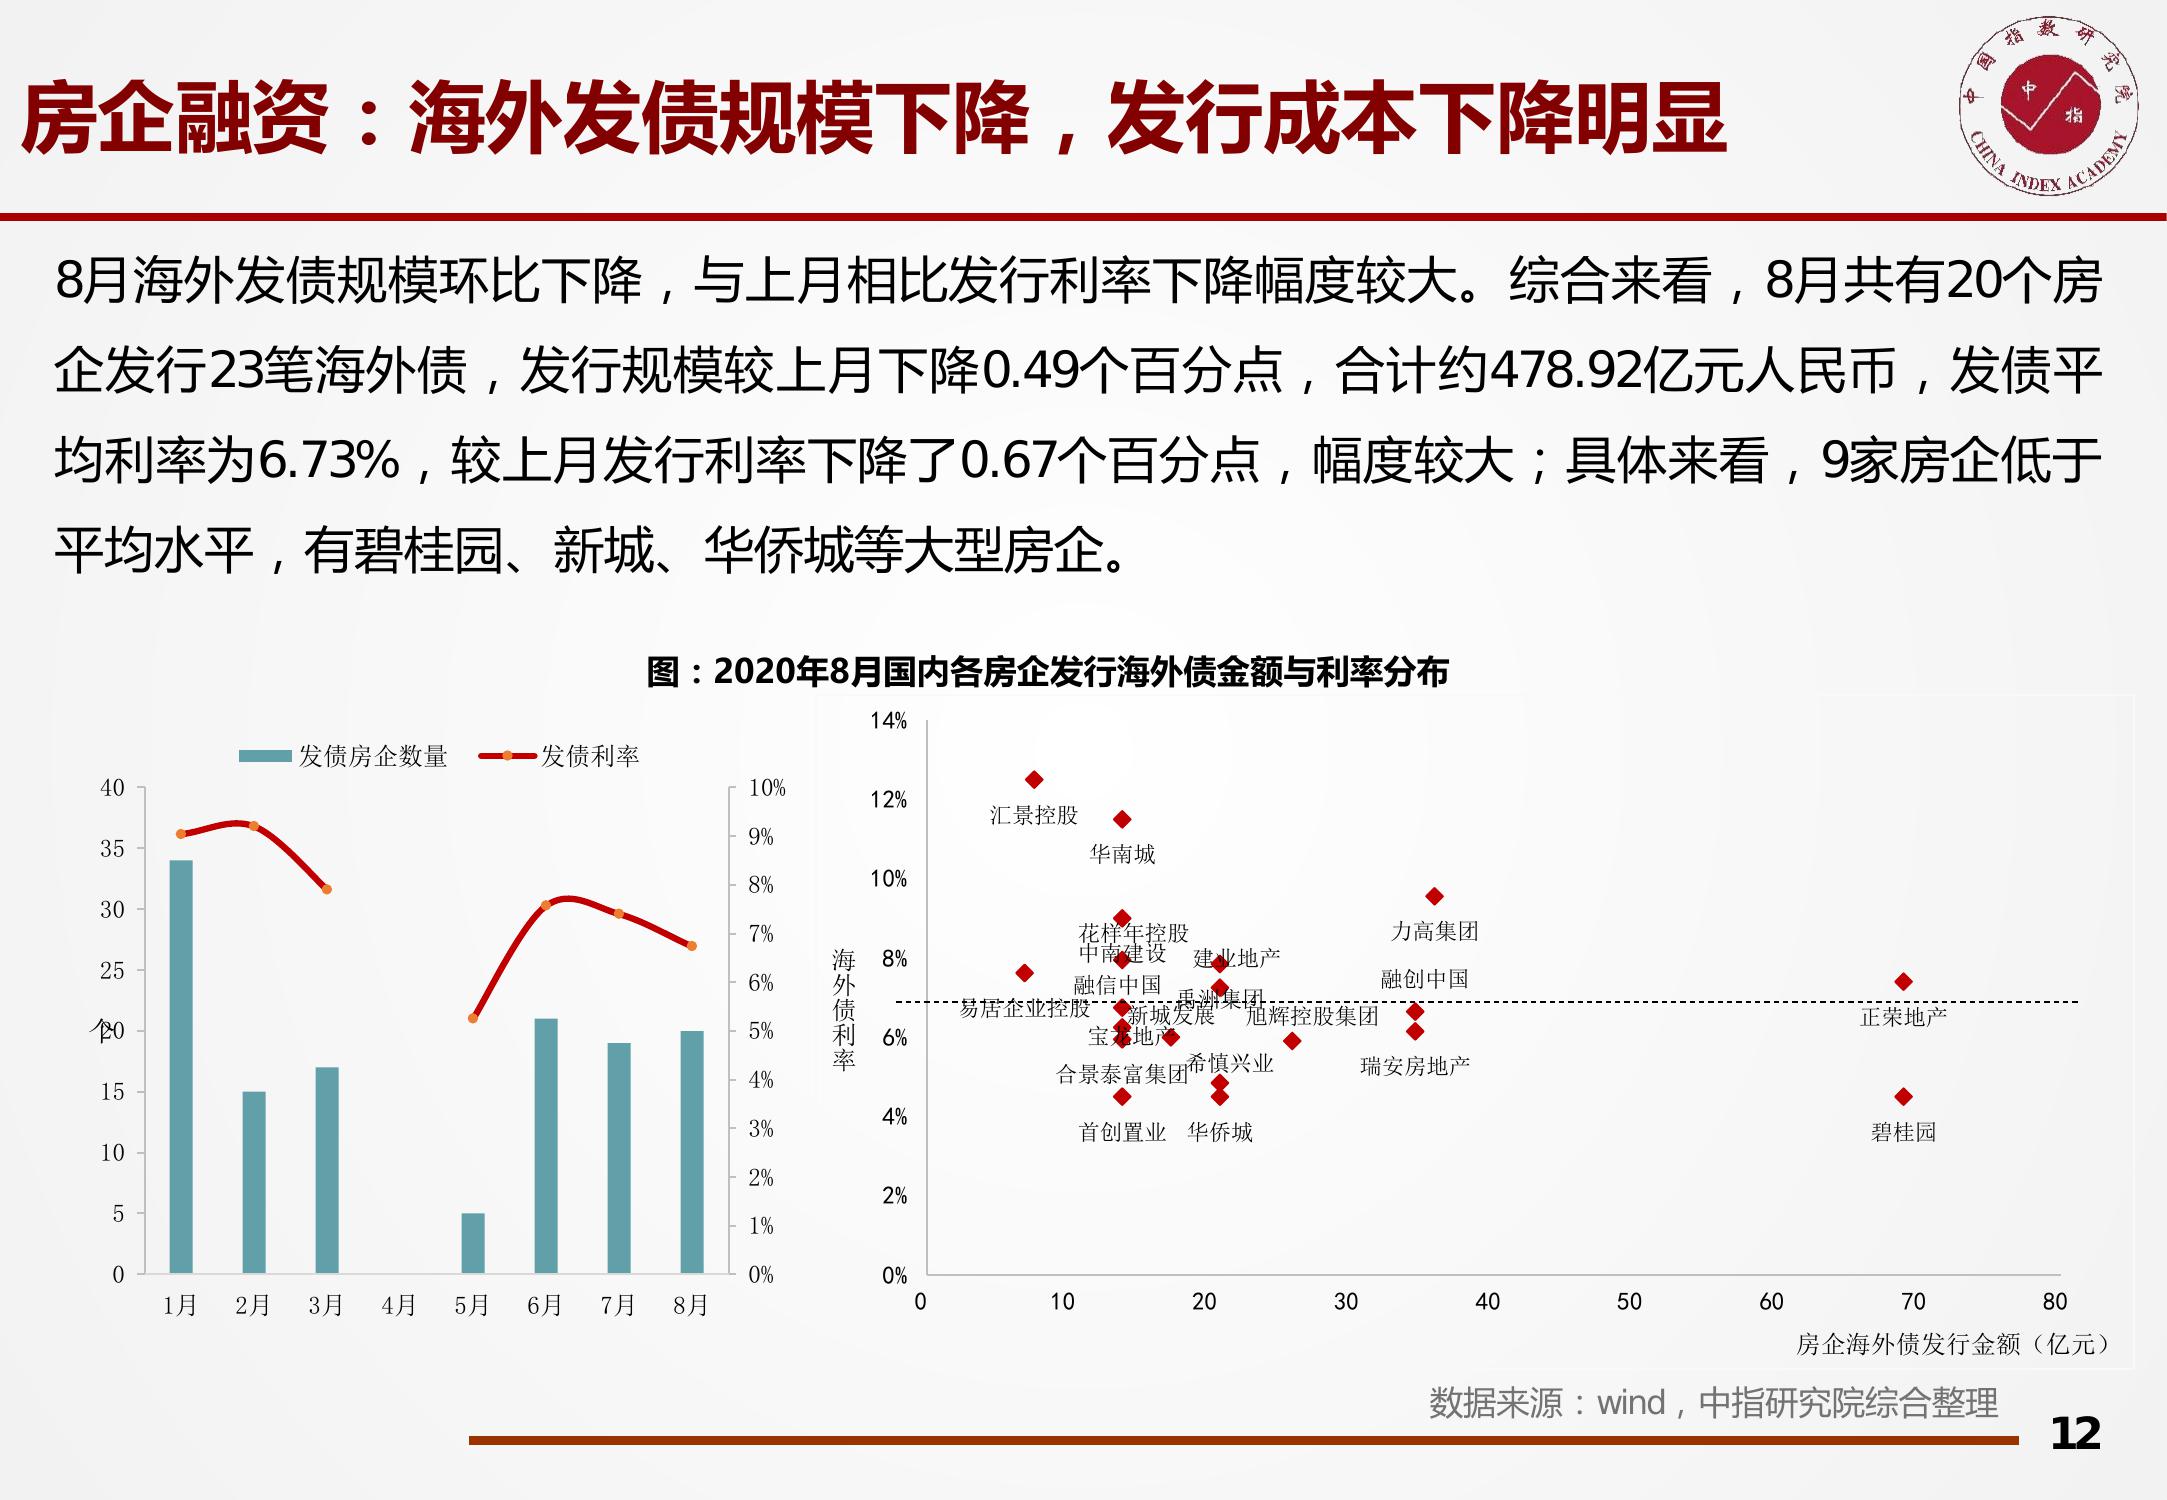 房企融资：海外发债规模下降，发行成本下降明显
中国指数研究院
中
指
CHINA INDEX ACADEMY
8月海外发债规模环比下降，与上月相比发行利率下降幅度较大。综合来看，8月共有20个房
企发行23笔海外债，发行规模较上月下降0.49个百分点，合计约478.92亿元人民币，发债平
均利率为6.73%，较上月发行利率下降了0.67个百分点，幅度较大；具体来看，9家房企低于
平均水平，有碧桂园、新城、华侨城等大型房企。
图：2020年8月国内各房企发行海外债金额与利率分布
发债房企数量 发债利率
40
35
30
25
20
15
10
5
0
个
10%
9%
8%
7%
6%
5%
4%
3%
2%
1%
0%
1月 2月 3月 4月 5月 6月 7月 8月
海外债利率
14%
12%
10%
8%
6%
4%
2%
0%
汇景控股
华南城
力高集团
花样年控股
中南建设
建业地产
融创中国
融信中国
禹洲集团
易居企业控股
新城发展
旭辉控股集团
正荣地产
宝龙地产
希慎兴业
瑞安房地产
合景泰富集团
首创置业
华侨城
碧桂园
0 10 20 30 40 50 60 70 80
房企海外债发行金额（亿元）
数据来源：wind，中指研究院综合整理
12